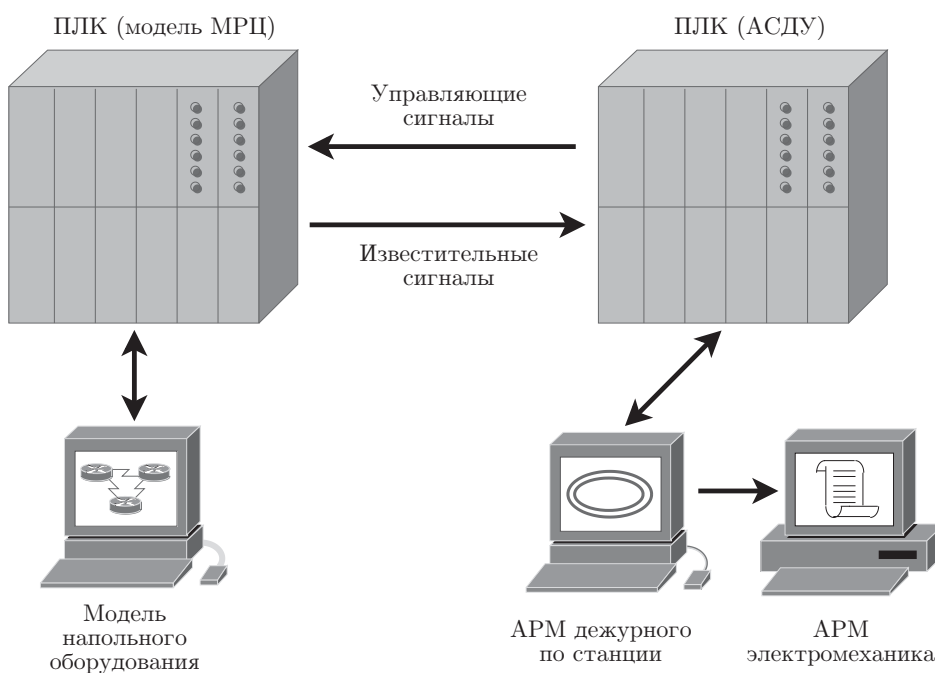 ПЛК (модель МРЦ)
ПЛК (АСДУ)
Управляющие
сигналы
Известительные
сигналы
Модель
напольного
оборудования
АРМ дежурного
по станции
АРМ
электромеханика